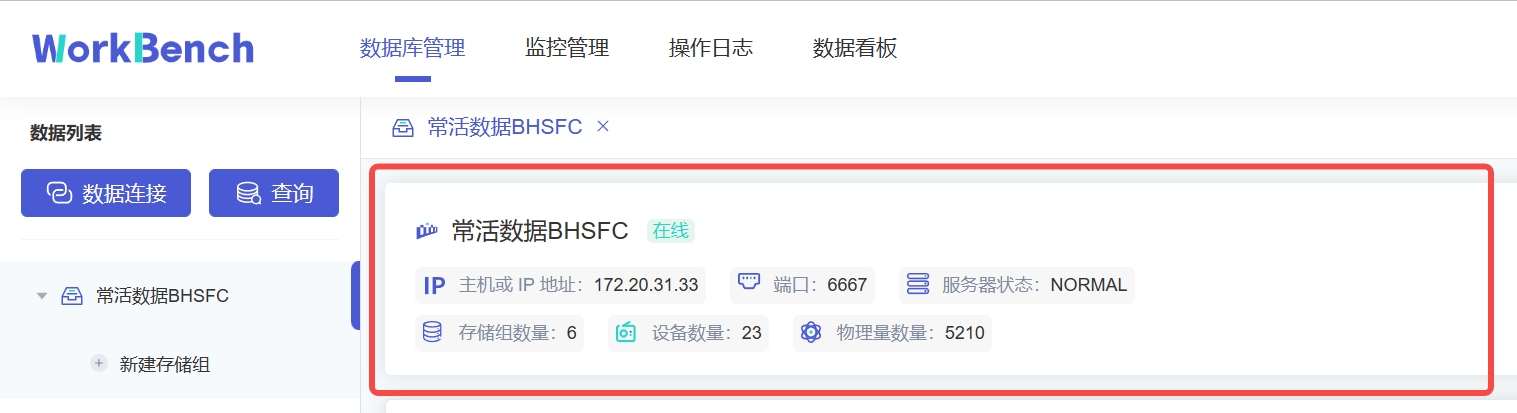 WorkBench 数据库管理 监控管理 操作日志 数据看板
数据列表
常活数据BHSFC ×
数据连接 查询
常活数据BHSFC 在线
IP 主机或 IP 地址：172.20.31.33 端口：6667 服务器状态：NORMAL
常活数据BHSFC
存储组数量：6 设备数量：23 物理量数量：5210
+ 新建存储组